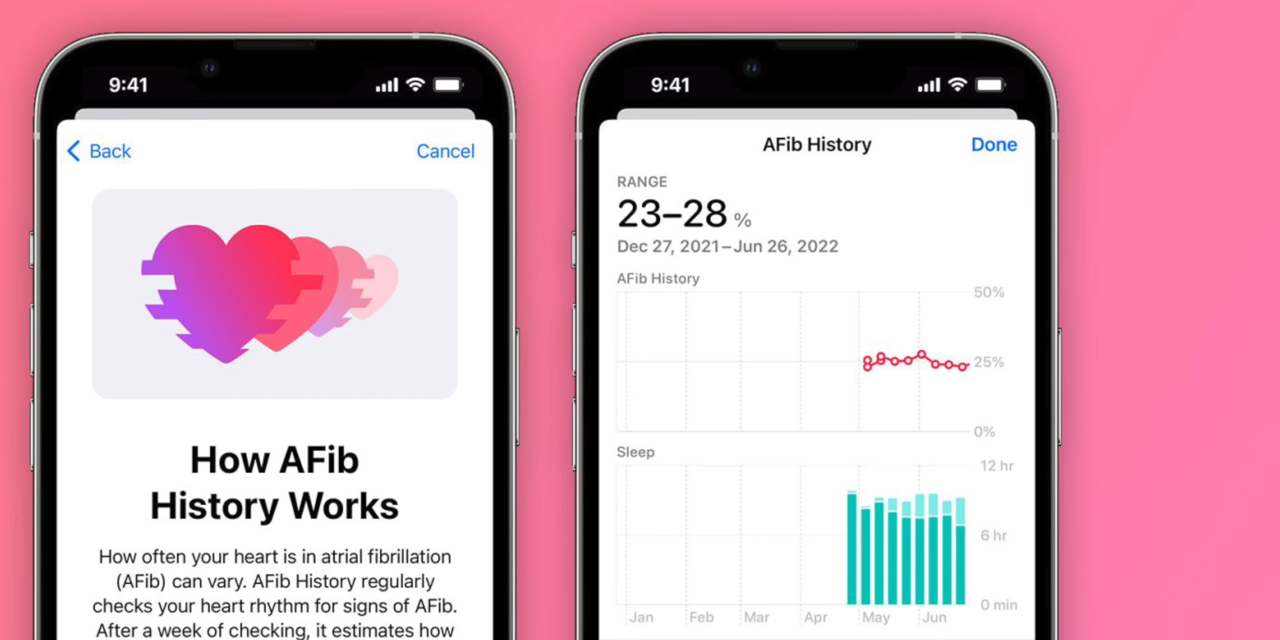 9:41
Back
Cancel
How AFib
History Works
How often your heart is in atrial fibrillation
(AFib) can vary. AFib History regularly
checks your heart rhythm for signs of AFib.
After a week of checking, it estimates how
9:41
AFib History
Done
RANGE
23–28 %
Dec 27, 2021–Jun 26, 2022
AFib History
50%
25%
0%
Sleep
12 hr
6 hr
0 min
Jan Feb Mar Apr May Jun